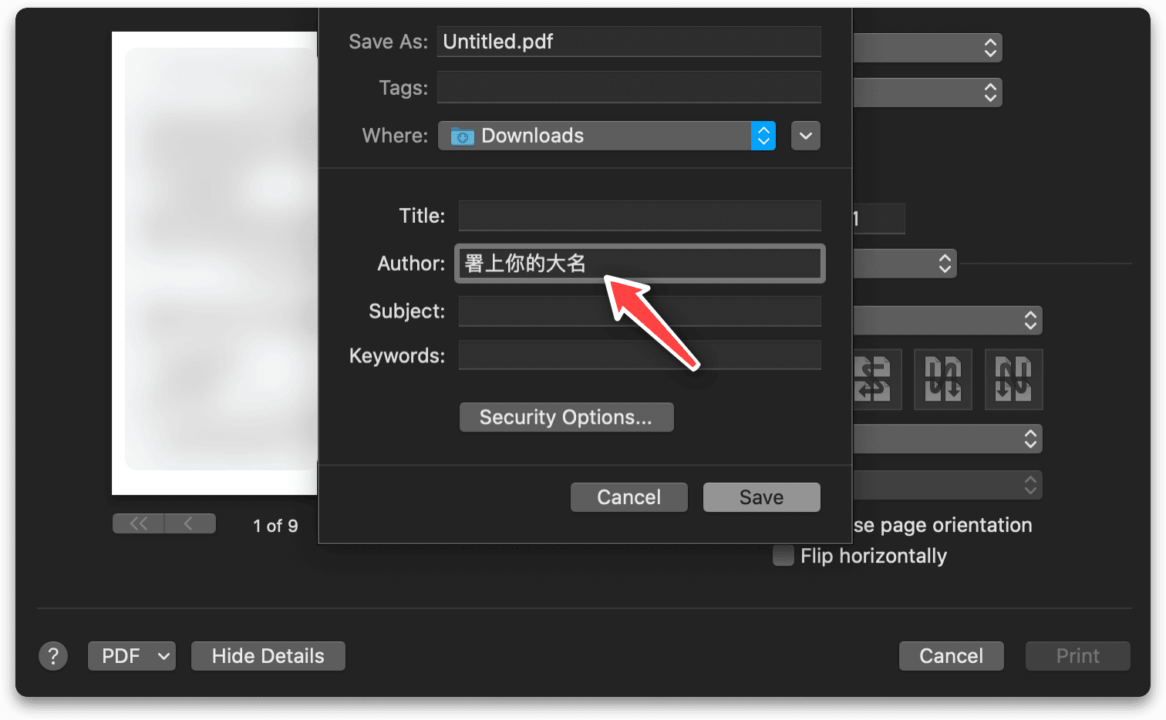 Save As: Untitled.pdf
Tags:
Where: Downloads
Title:
1
Author: 署上你的大名
Subject:
Keywords:
Security Options...
Cancel Save
1 of 9
se page orientation
Flip horizontally
? PDF Hide Details Cancel Print